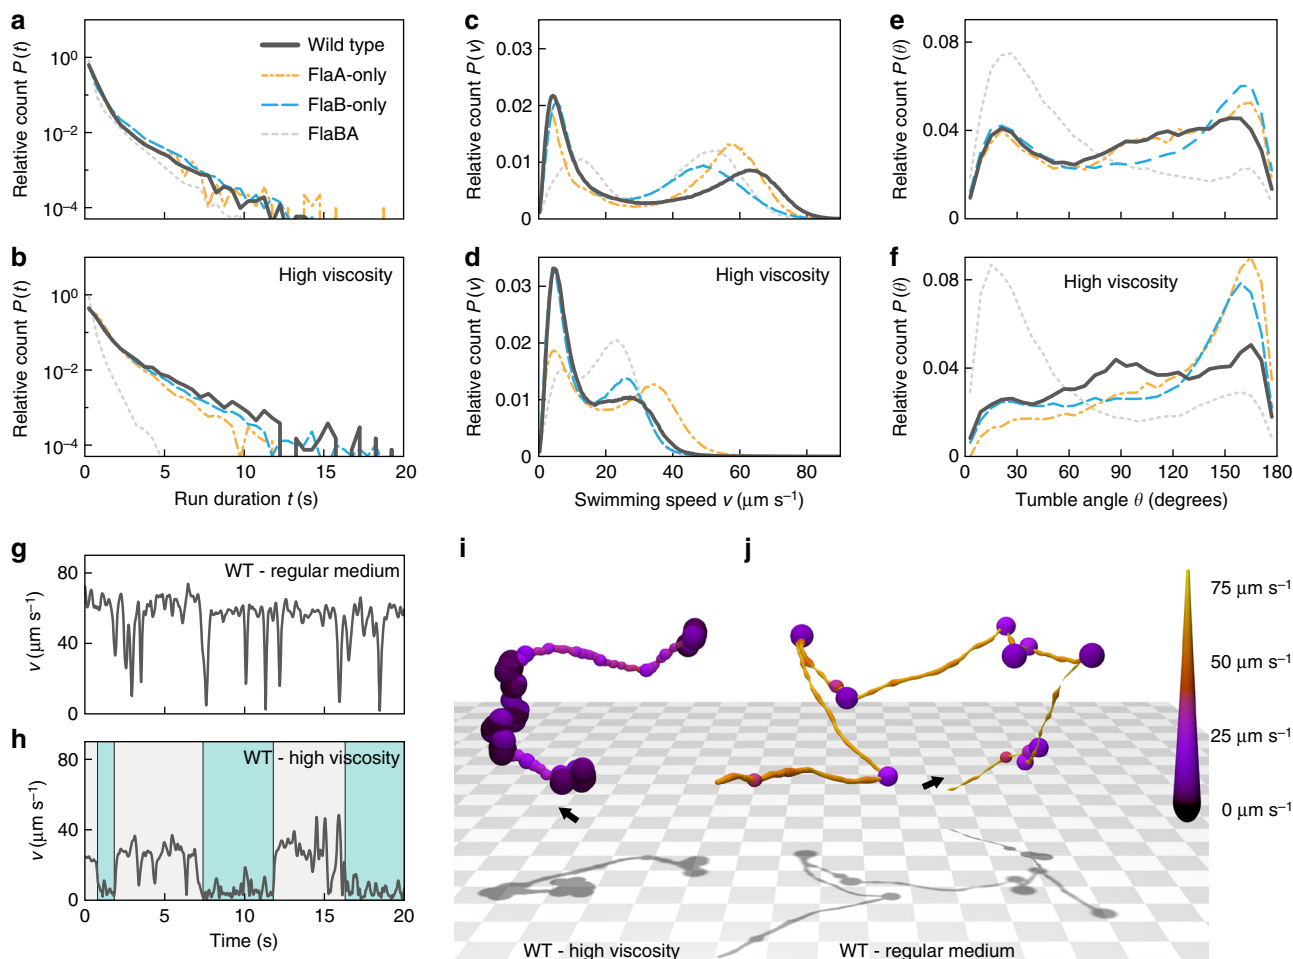 a
Relative count P(t)
10⁰
10⁻²
10⁻⁴
Wild type
FlaA-only
FlaB-only
FlaBA
b
High viscosity
Relative count P(t)
10⁰
10⁻²
10⁻⁴
0 5 10 15 20
Run duration t (s)
c
Relative count P(v)
0.03
0.02
0.01
0
d
High viscosity
Relative count P(v)
0.03
0.02
0.01
0
0 20 40 60 80
Swimming speed v (μm s⁻¹)
e
Relative count P(θ)
0.08
0.04
0
f
High viscosity
Relative count P(θ)
0.08
0.04
0
0 30 60 90 120 150 180
Tumble angle θ (degrees)
g
WT - regular medium
v (μm s⁻¹)
80
40
0
h
WT - high viscosity
v (μm s⁻¹)
80
40
0
0 5 10 15 20
Time (s)
i
WT - high viscosity
j
WT - regular medium
75 μm s⁻¹
50 μm s⁻¹
25 μm s⁻¹
0 μm s⁻¹